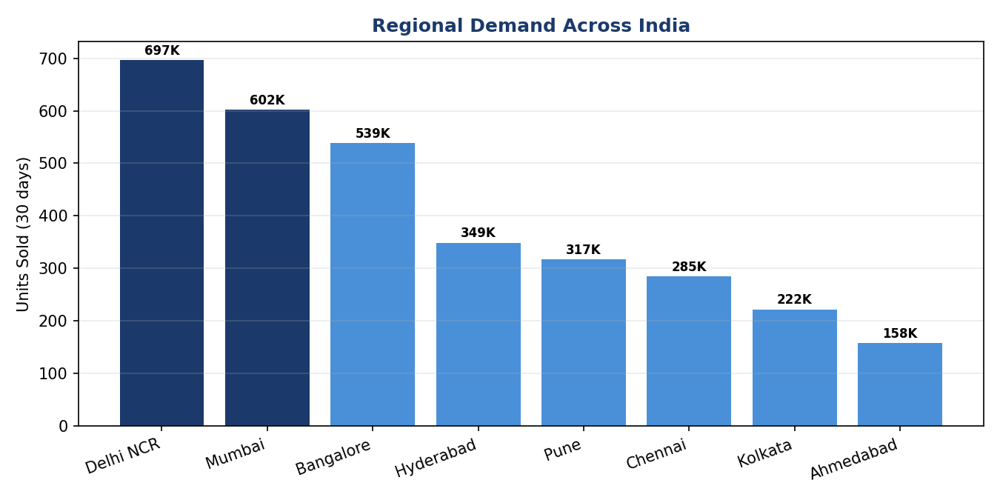 Regional Demand Across India
Units Sold (30 days)
700
600
500
400
300
200
100
0
697K
602K
539K
349K
317K
285K
222K
158K
Delhi NCR
Mumbai
Bangalore
Hyderabad
Pune
Chennai
Kolkata
Ahmedabad